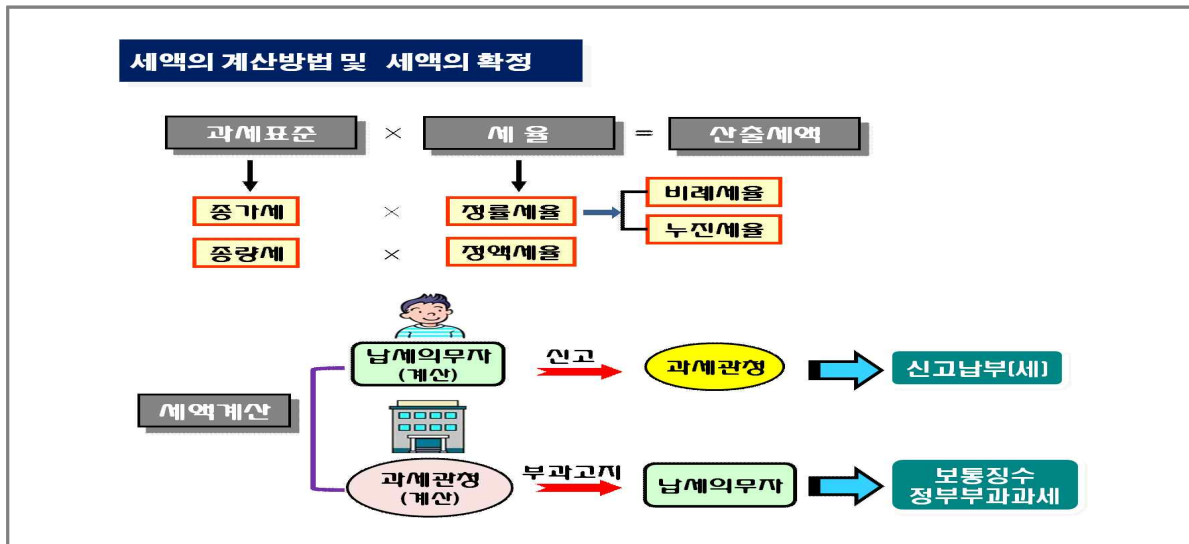 세액의 계산방법 및 세액의 확정
과세표준 × 세 율 = 산출세액
종가세 × 정률세율 비례세율
누진세율
종량세 × 정액세율
세액계산
납세의무자 신고 과세관청 신고납부(세)
(계산)
과세관청 부과고지 납세의무자 보통징수
(계산) 정부부과과세